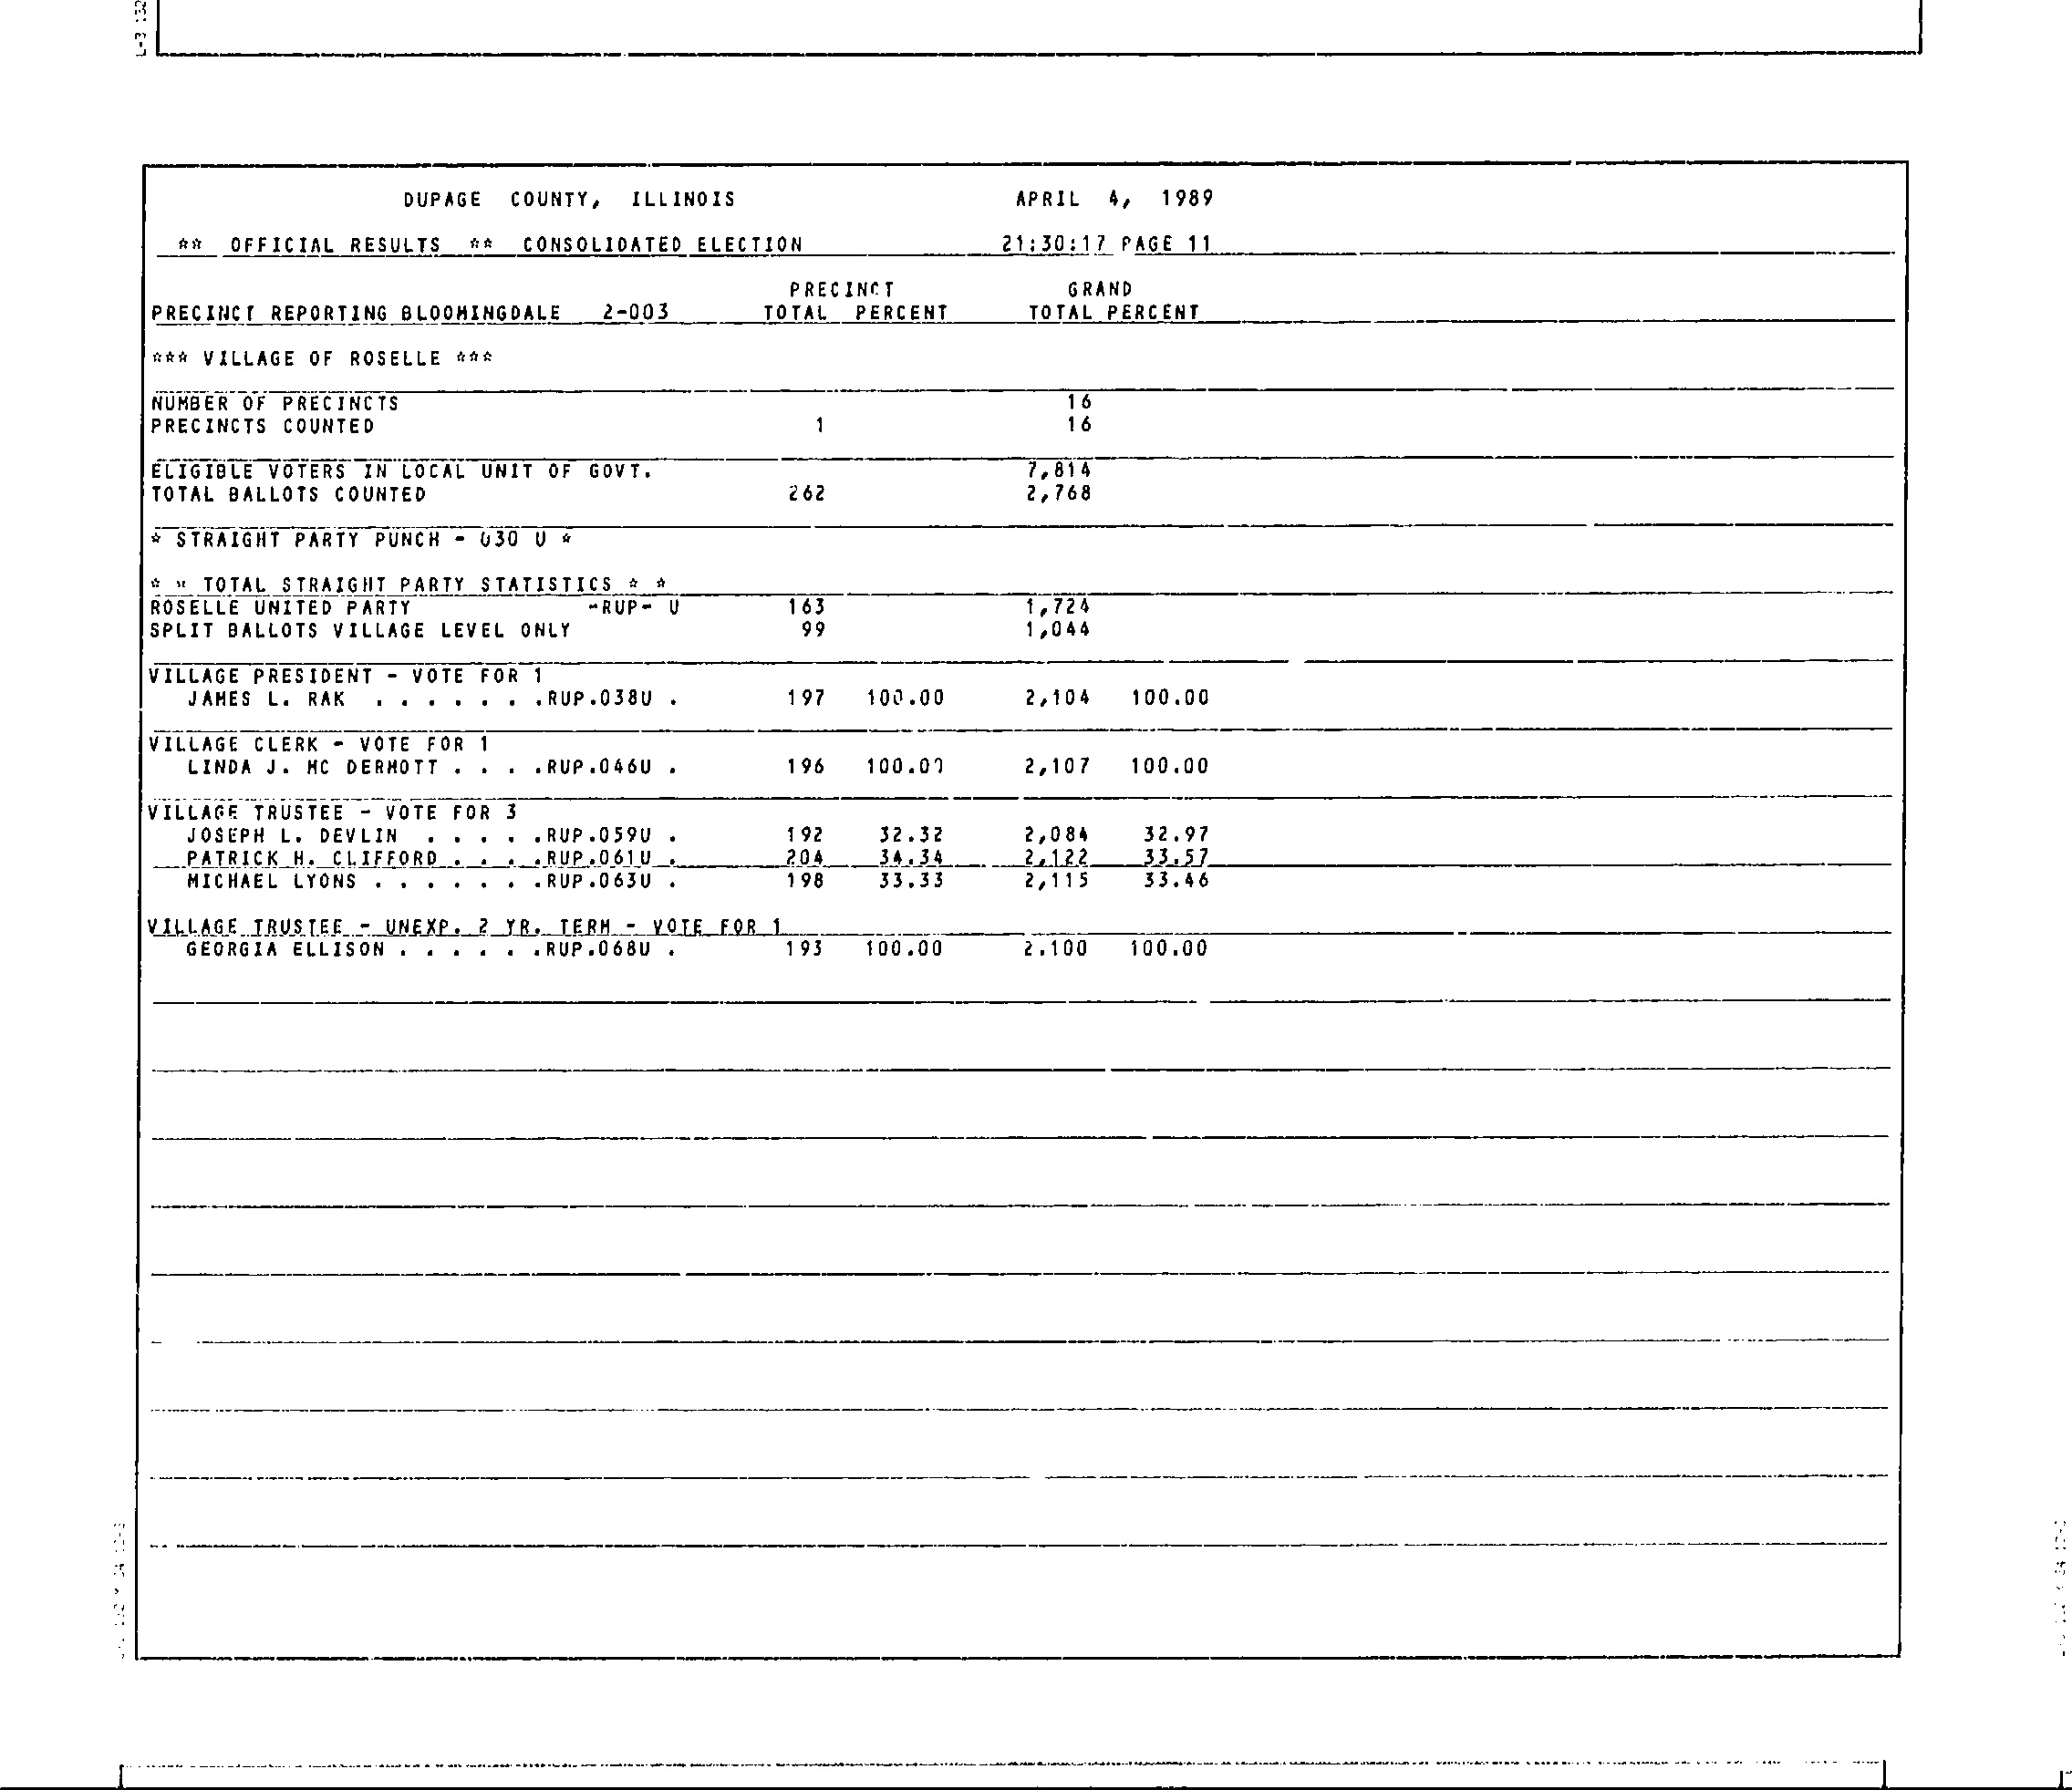 DUPAGE COUNTY, ILLINOIS APRIL 4, 1989
** OFFICIAL RESULTS ** CONSOLIDATED ELECTION 21:30:17 PAGE 11
PRECINCT GRAND
PRECINCT REPORTING BLOOMINGDALE 2-003 TOTAL PERCENT TOTAL PERCENT
*** VILLAGE OF ROSELLE ***
NUMBER OF PRECINCTS 16
PRECINCTS COUNTED 1 16
ELIGIBLE VOTERS IN LOCAL UNIT OF GOVT. 7,814
TOTAL BALLOTS COUNTED 262 2,768
* STRAIGHT PARTY PUNCH - 030 U *
* * TOTAL STRAIGHT PARTY STATISTICS * *
ROSELLE UNITED PARTY -RUP- U 163 1,724
SPLIT BALLOTS VILLAGE LEVEL ONLY 99 1,044
VILLAGE PRESIDENT - VOTE FOR 1
JAMES L. RAK . . . . . . .RUP.038U . 197 100.00 2,104 100.00
VILLAGE CLERK - VOTE FOR 1
LINDA J. MC DERMOTT . . . .RUP.046U . 196 100.00 2,107 100.00
VILLAGE TRUSTEE - VOTE FOR 3
JOSEPH L. DEVLIN . . . . .RUP.059U . 192 32.32 2,084 32.97
PATRICK H. CLIFFORD . . . .RUP.061U . 204 34.34 2,122 33.57
MICHAEL LYONS . . . . . . .RUP.063U . 198 33.33 2,115 33.46
VILLAGE TRUSTEE - UNEXP. 2 YR. TERM - VOTE FOR 1
GEORGIA ELLISON . . . . . .RUP.068U . 193 100.00 2.100 100.00